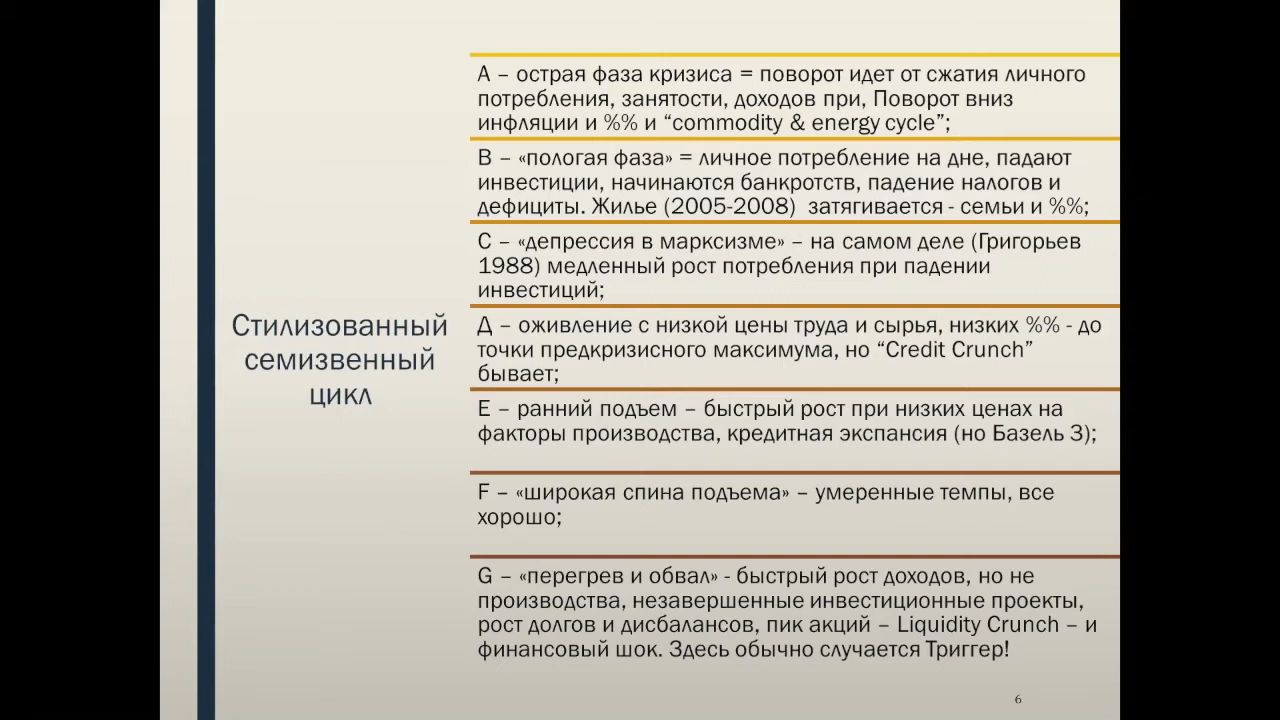 Стилизованный
семизвенный
цикл
А – острая фаза кризиса = поворот идет от сжатия личного
потребления, занятости, доходов при, Поворот вниз
инфляции и %% и “commodity & energy cycle”;
В – «пологая фаза» = личное потребление на дне, падают
инвестиции, начинаются банкротств, падение налогов и
дефициты. Жилье (2005-2008) затягивается - семьи и %%;
С – «депрессия в марксизме» – на самом деле (Григорьев
1988) медленный рост потребления при падении
инвестиций;
Д – оживление с низкой цены труда и сырья, низких %% - до
точки предкризисного максимума, но “Credit Crunch”
бывает;
Е – ранний подъем – быстрый рост при низких ценах на
факторы производства, кредитная экспансия (но Базель 3);
F – «широкая спина подъема» – умеренные темпы, все
хорошо;
G – «перегрев и обвал» - быстрый рост доходов, но не
производства, незавершенные инвестиционные проекты,
рост долгов и дисбалансов, пик акций – Liquidity Crunch – и
финансовый шок. Здесь обычно случается Триггер!
6